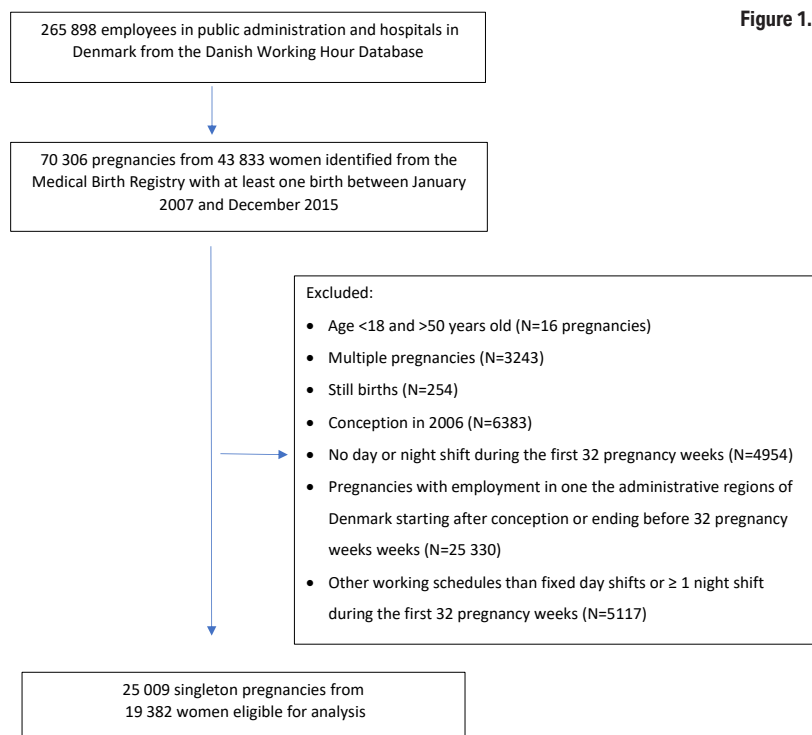 Figure 1.
265 898 employees in public administration and hospitals in
Denmark from the Danish Working Hour Database
70 306 pregnancies from 43 833 women identified from the
Medical Birth Registry with at least one birth between January
2007 and December 2015
Excluded:
• Age <18 and >50 years old (N=16 pregnancies)
• Multiple pregnancies (N=3243)
• Still births (N=254)
• Conception in 2006 (N=6383)
• No day or night shift during the first 32 pregnancy weeks (N=4954)
• Pregnancies with employment in one the administrative regions of
Denmark starting after conception or ending before 32 pregnancy
weeks weeks (N=25 330)
• Other working schedules than fixed day shifts or ≥ 1 night shift
during the first 32 pregnancy weeks (N=5117)
25 009 singleton pregnancies from
19 382 women eligible for analysis